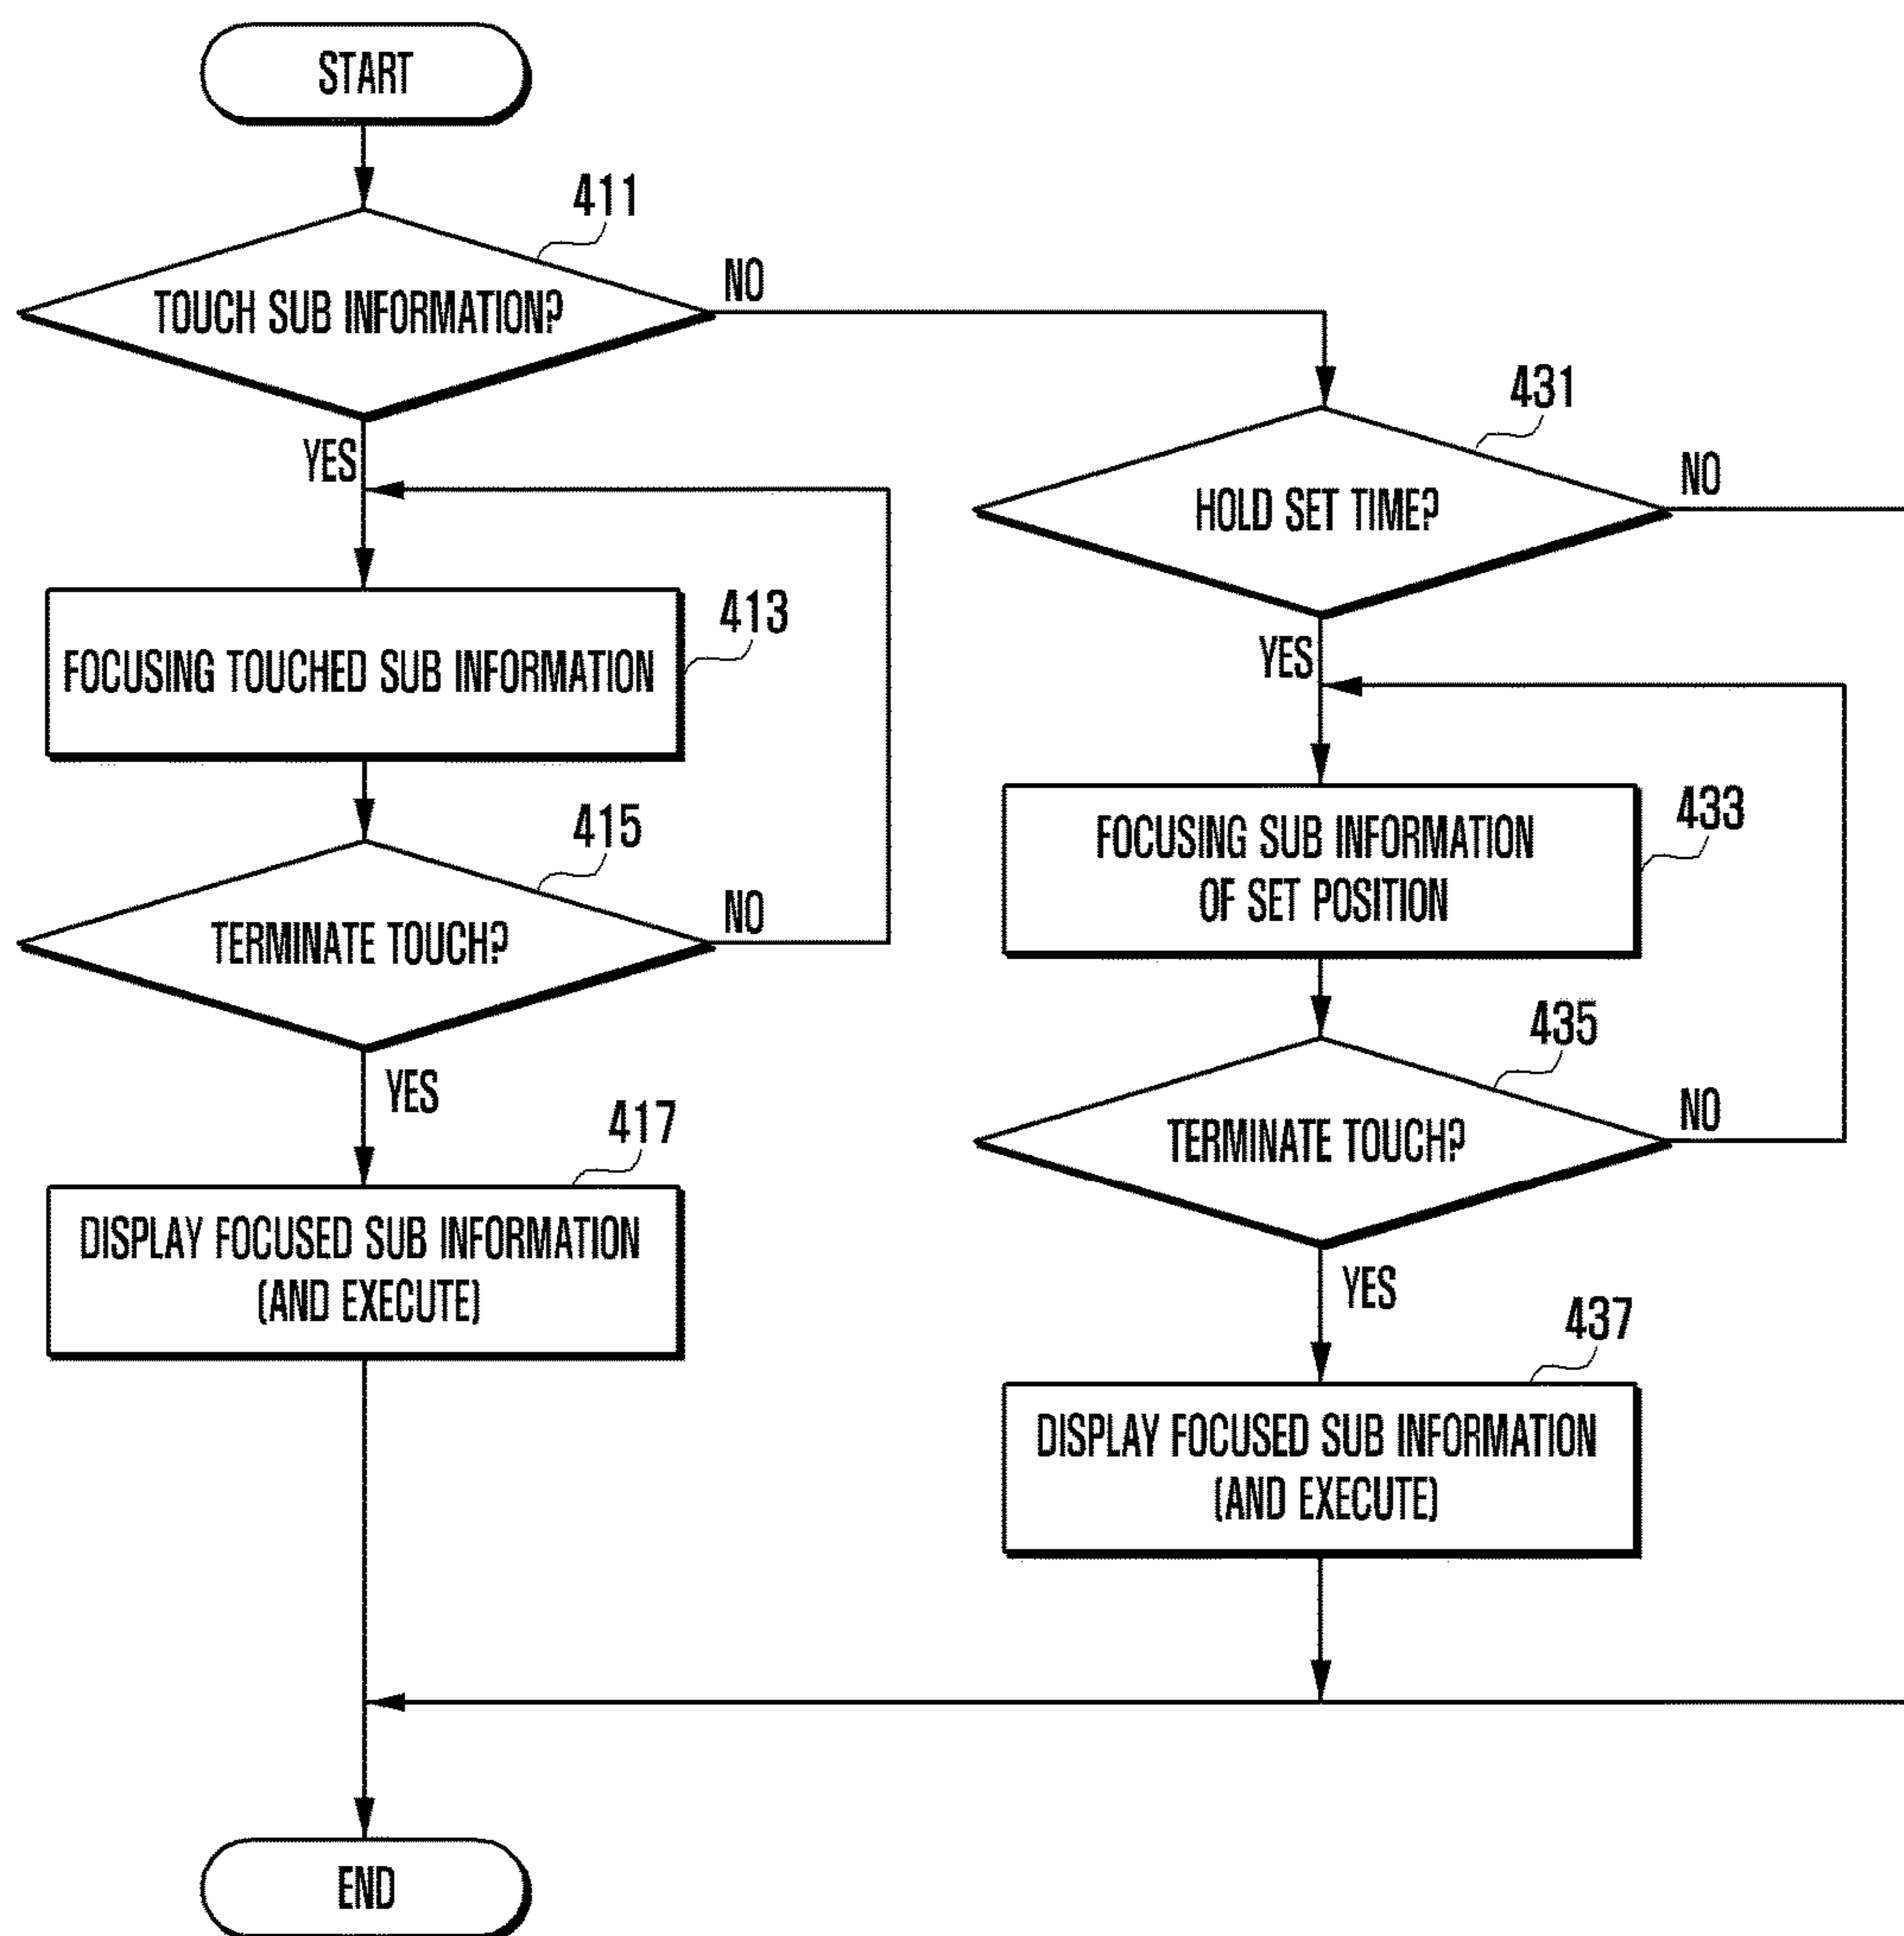 START
411
TOUCH SUB INFORMATION?
NO
YES
413
FOCUSING TOUCHED SUB INFORMATION
415
TERMINATE TOUCH?
NO
YES
417
DISPLAY FOCUSED SUB INFORMATION
(AND EXECUTE)
431
HOLD SET TIME?
NO
YES
433
FOCUSING SUB INFORMATION
OF SET POSITION
435
TERMINATE TOUCH?
NO
YES
437
DISPLAY FOCUSED SUB INFORMATION
(AND EXECUTE)
END